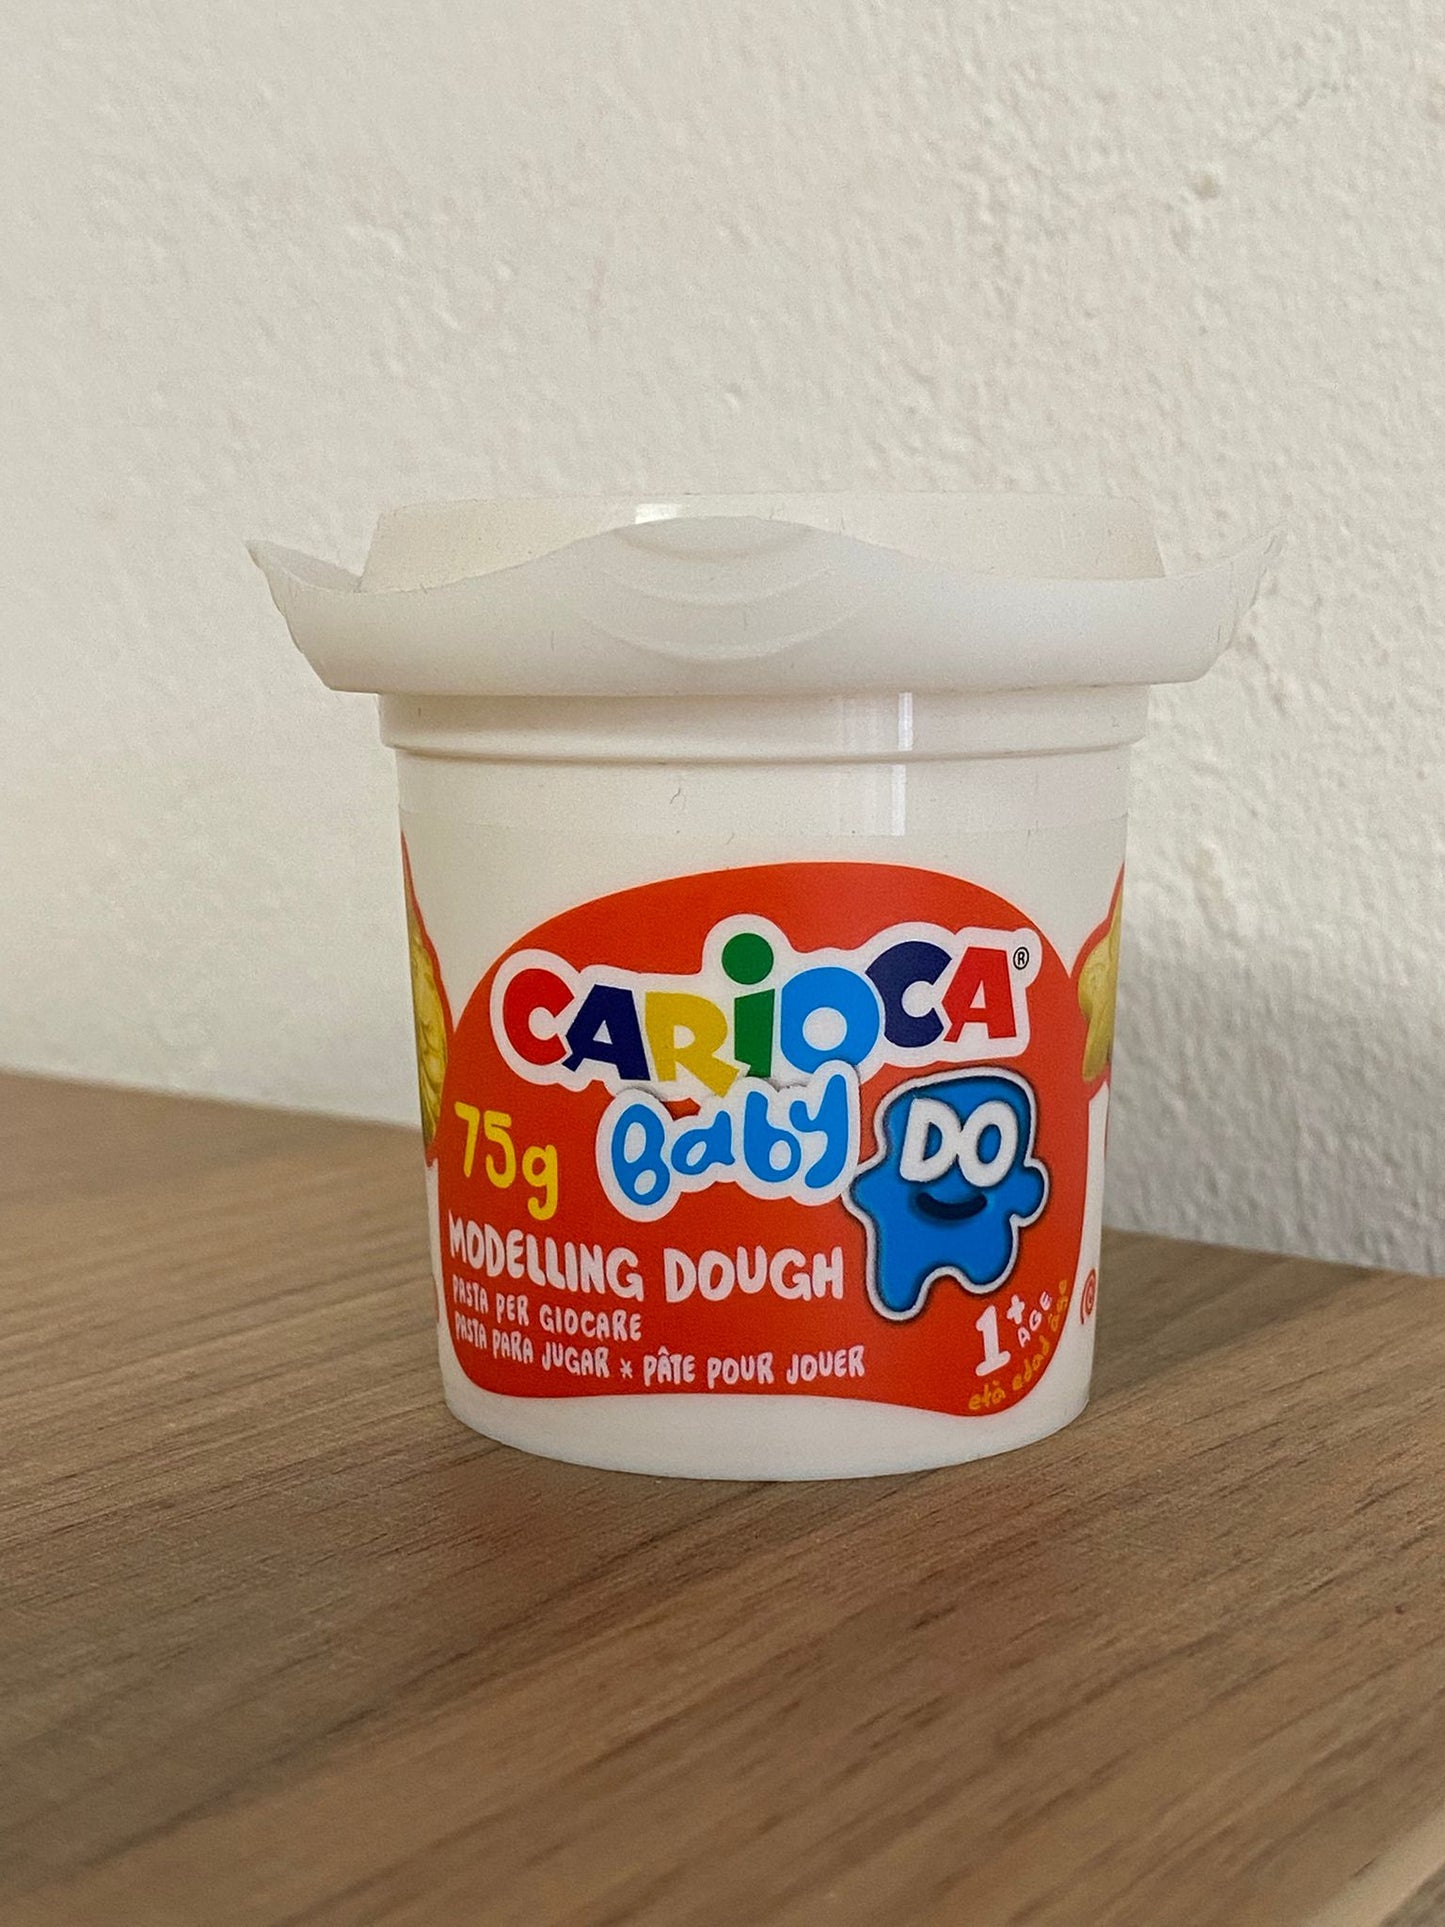 CARIOCA®
Baby
DO
75g
MODELLING DOUGH
PASTA PER GIOCARE
PASTA PARA JUGAR * PÂTE POUR JOUER
1+
AGE
età edad âge